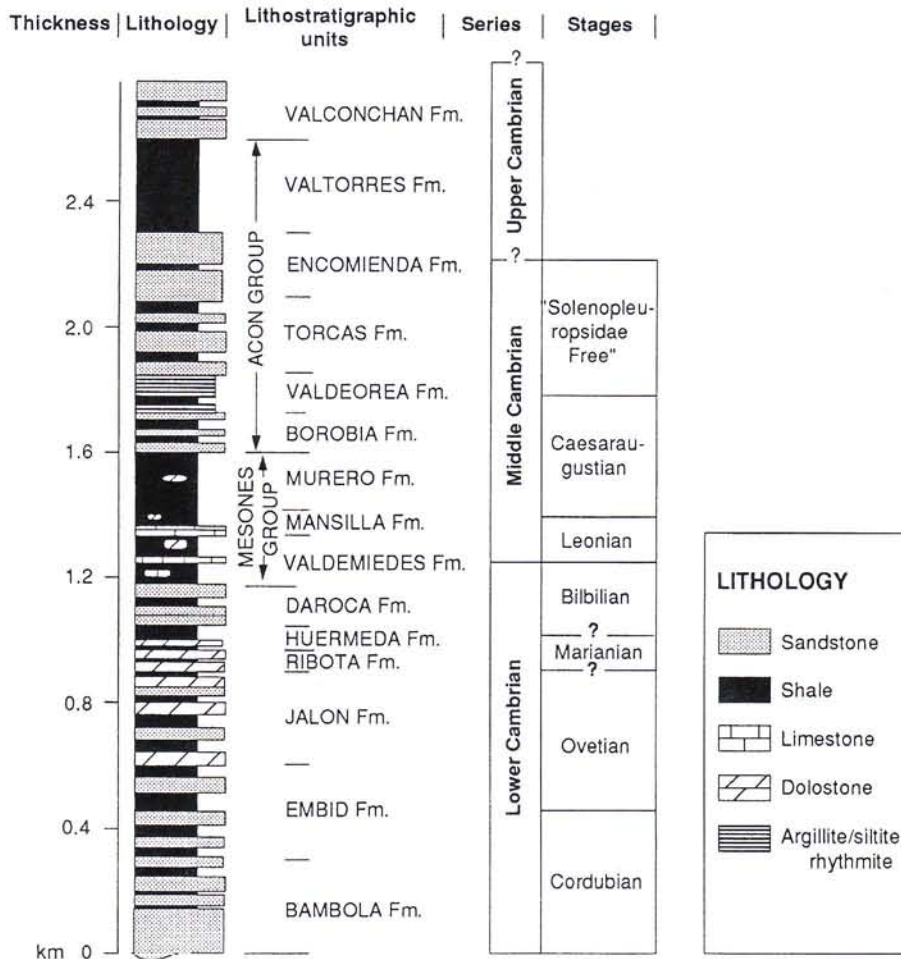 Thickness
Lithology
Lithostratigraphic
units
Series
Stages
?
VALCONCHAN Fm.
VALTORRES Fm.
2.4
Upper Cambrian
?
ENCOMIENDA Fm.
ACON GROUP
"Solenopleu-
ropsidae
Free"
2.0
TORCAS Fm.
VALDEOREA Fm.
Middle Cambrian
BOROBIA Fm.
Caesarau-
gustian
1.6
MURERO Fm.
MESONES
GROUP
MANSILLA Fm.
Leonian
VALDEMIEDES Fm.
1.2
DAROCA Fm.
Bilbilian
HUERMEDA Fm.
?
RIBOTA Fm.
Marianian
?
0.8
JALON Fm.
Lower Cambrian
Ovetian
EMBID Fm.
0.4
Cordubian
BAMBOLA Fm.
km 0
LITHOLOGY
Sandstone
Shale
Limestone
Dolostone
Argillite/siltite
rhythmite